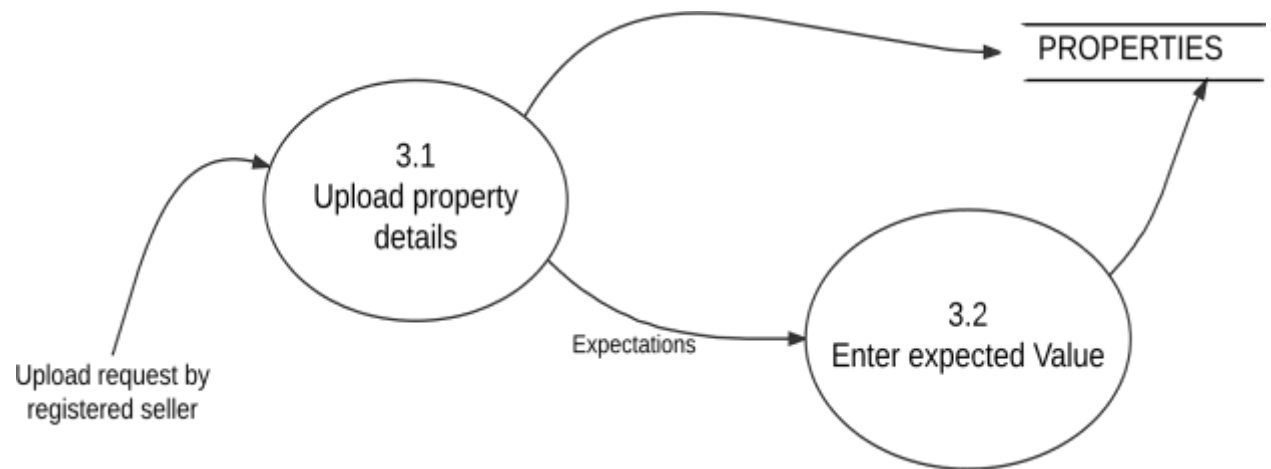 PROPERTIES
3.1
Upload property
details
3.2
Enter expected Value
Expectations
Upload request by
registered seller